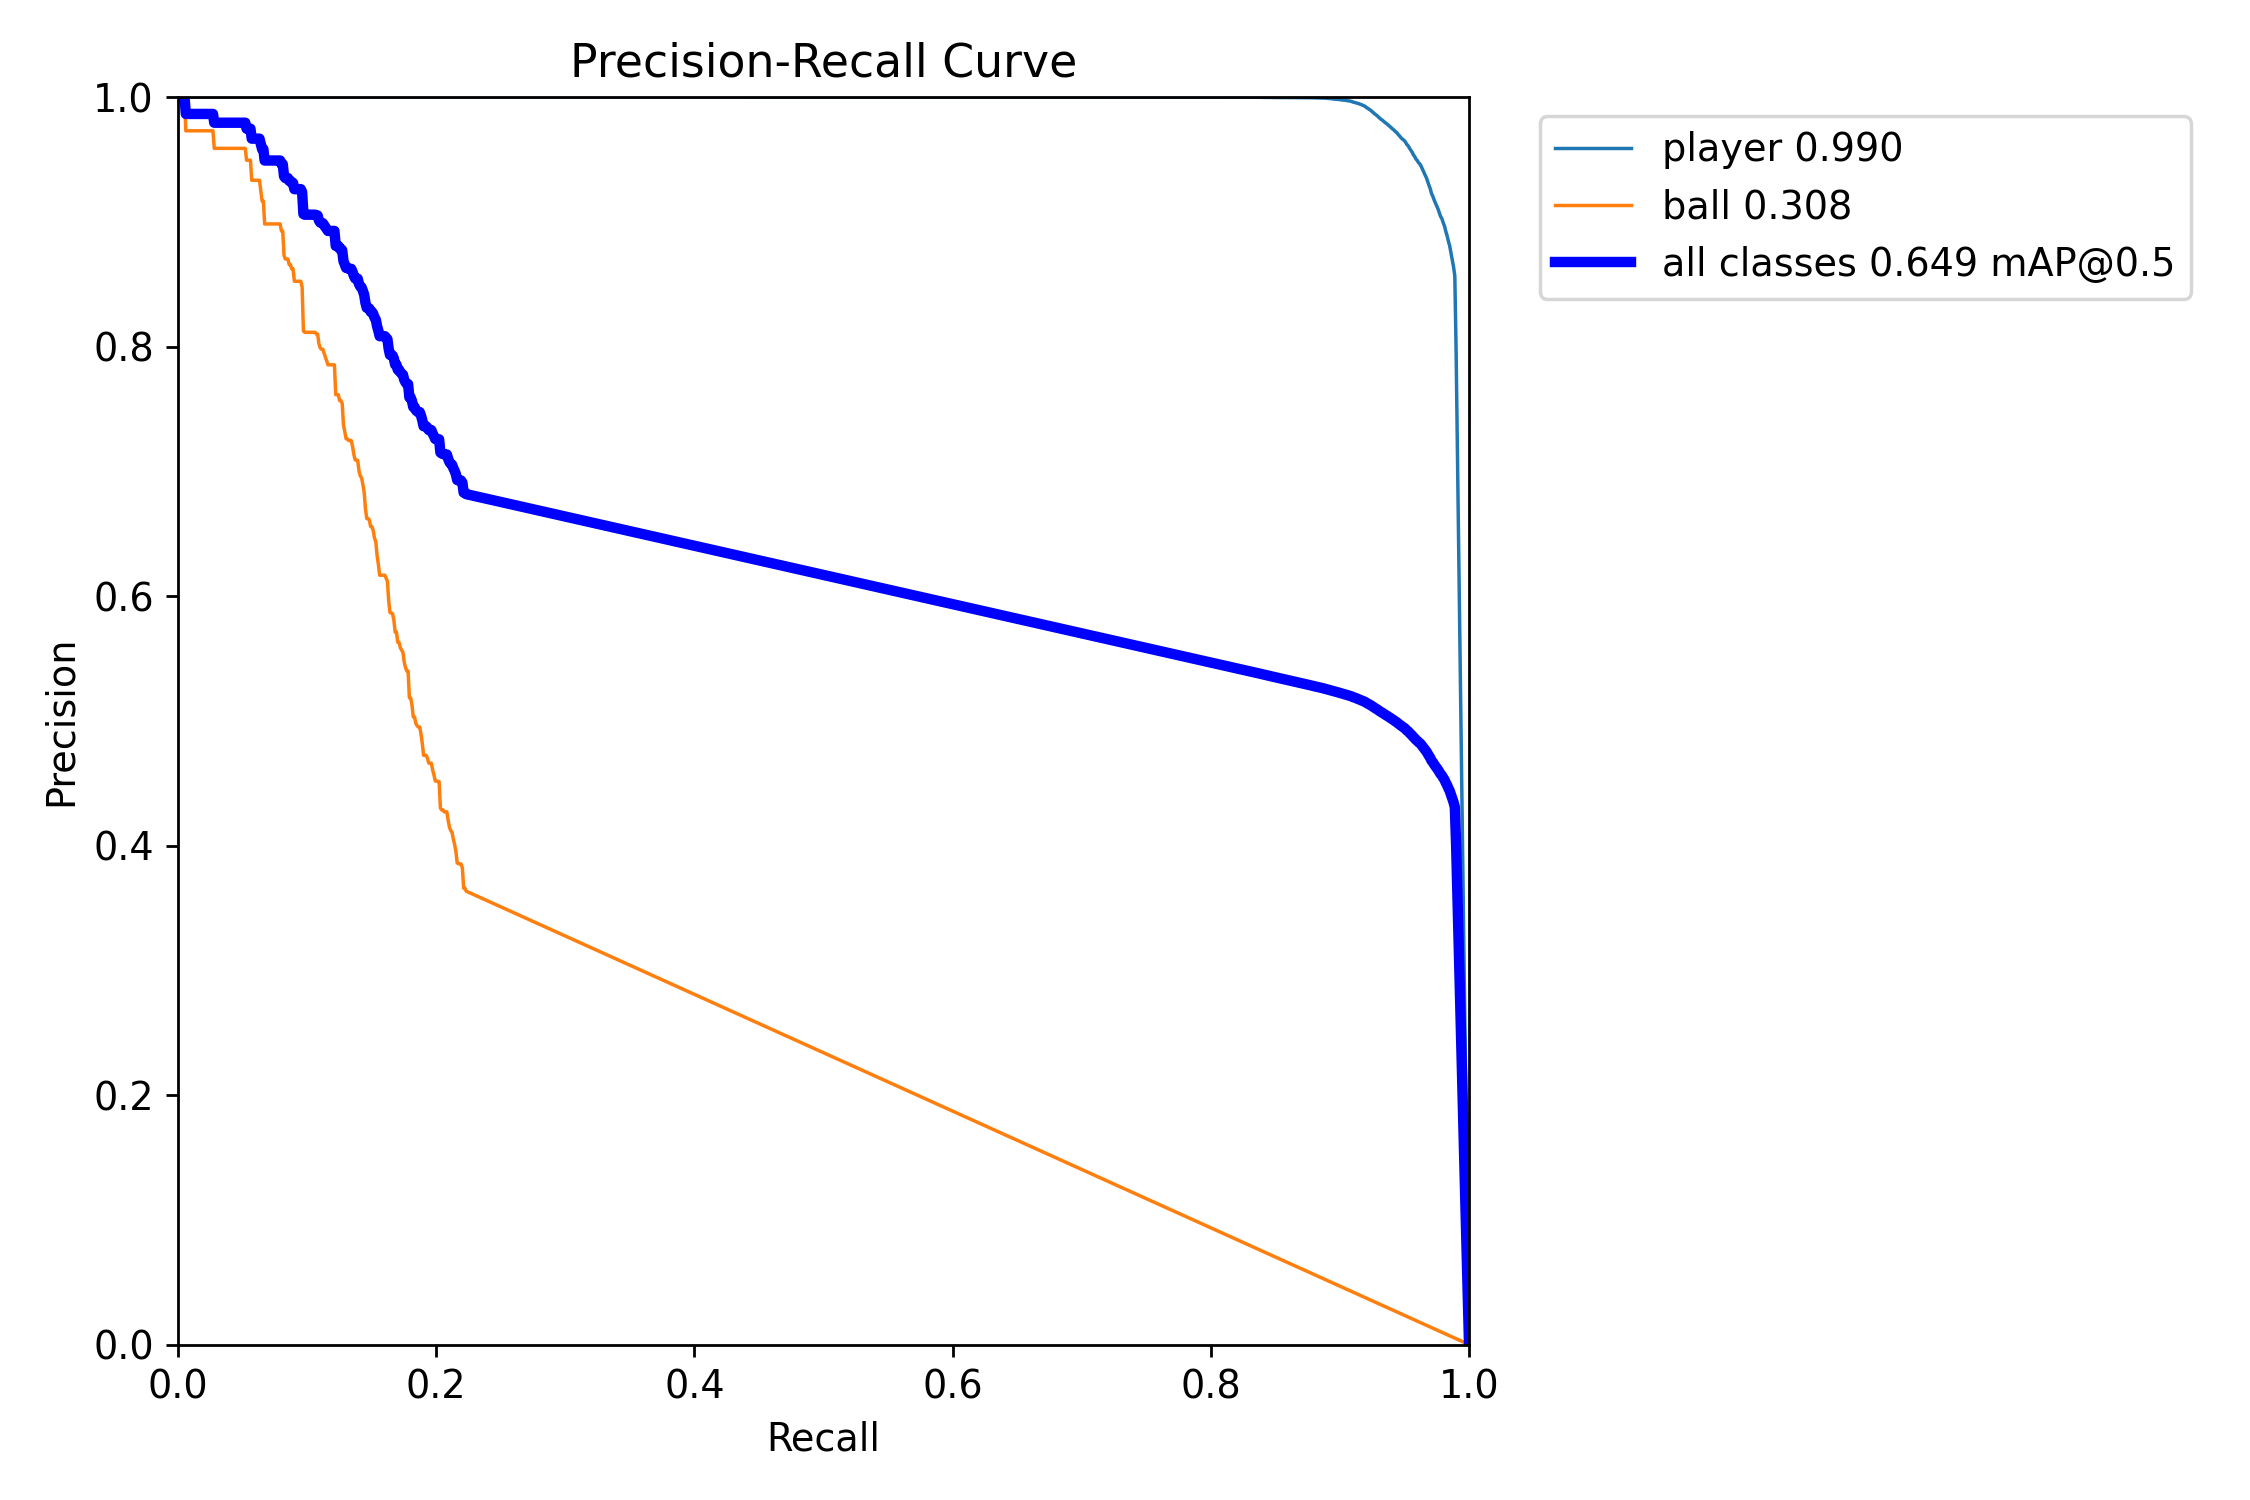 Precision-Recall Curve
1.0
0.8
0.6
0.4
0.2
0.0
Precision
0.0 0.2 0.4 0.6 0.8 1.0
Recall
player 0.990
ball 0.308
all classes 0.649 mAP@0.5